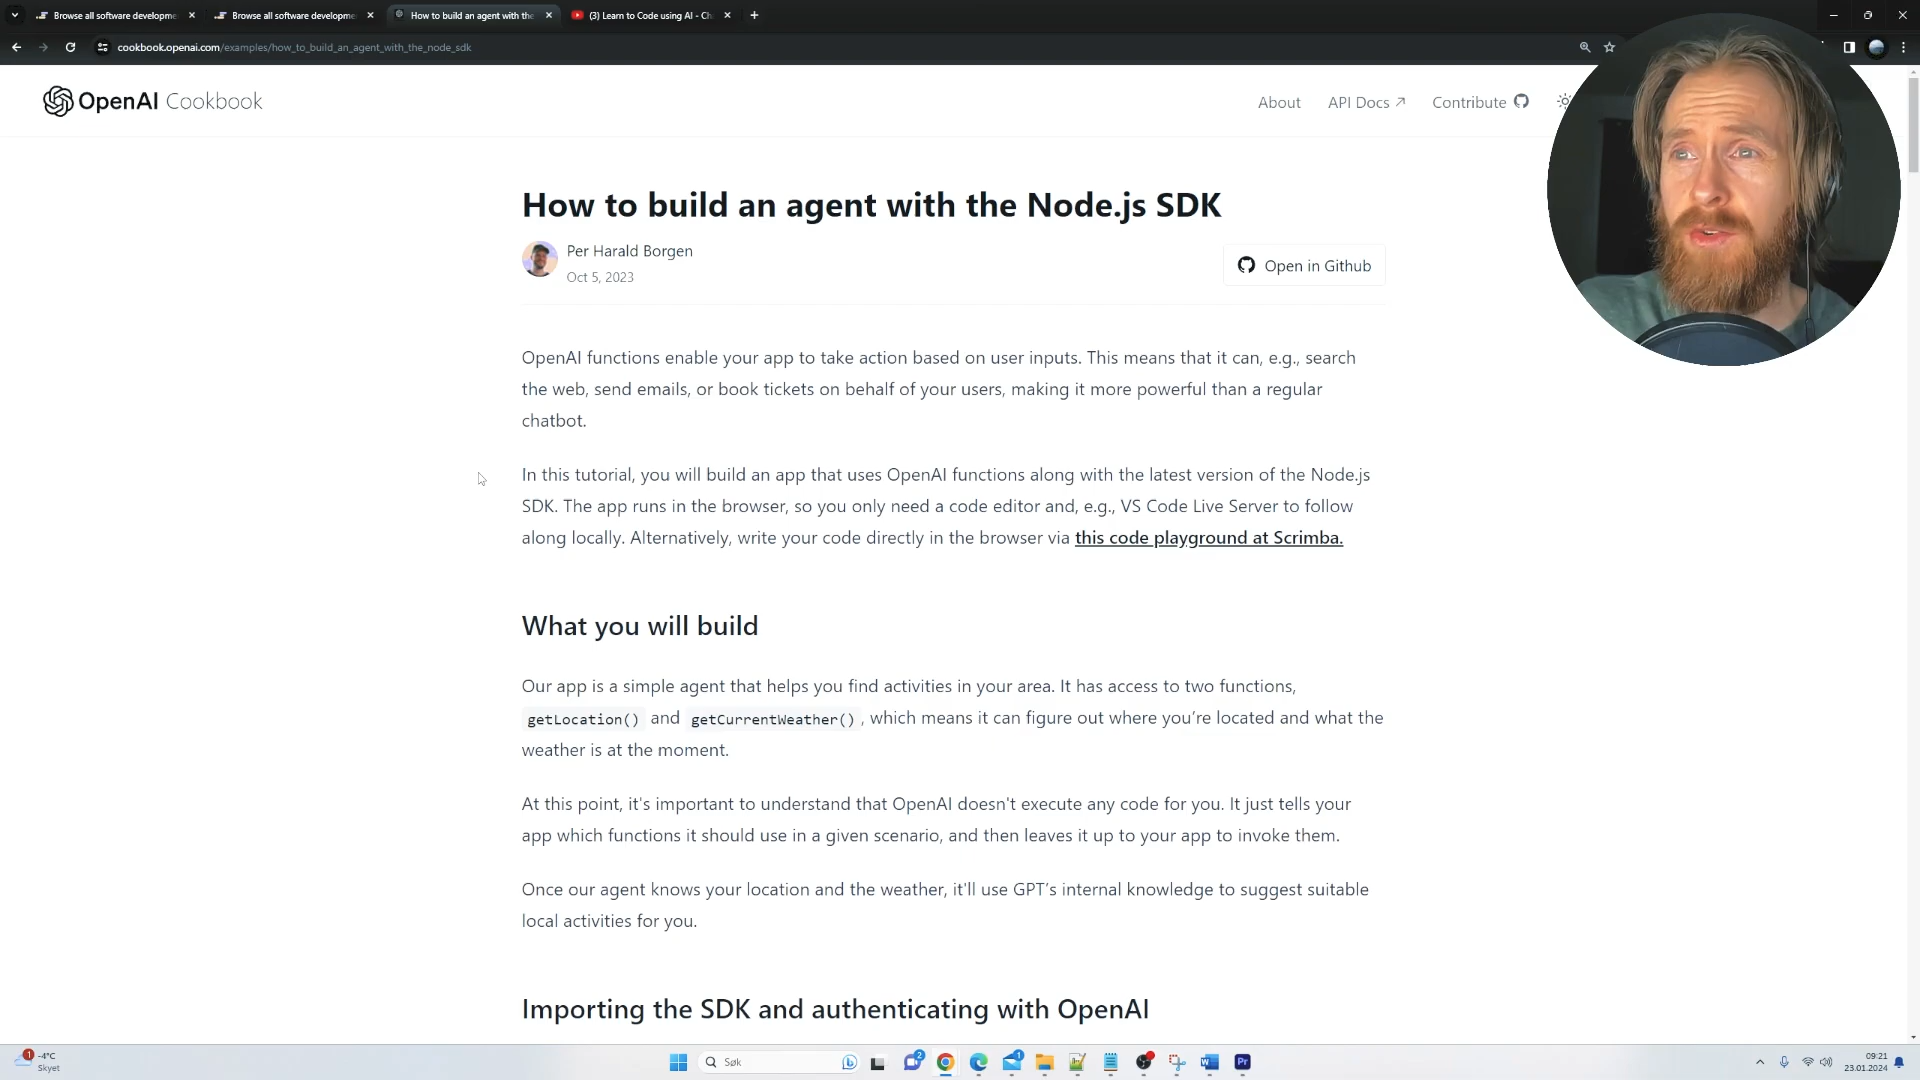 Browse all software developme
Browse all software developme
How to build an agent with the
(3) Learn to Code using AI - Ch
cookbook.openai.com/examples/how_to_build_an_agent_with_the_node_sdk
OpenAI Cookbook
About
API Docs ↗
Contribute
How to build an agent with the Node.js SDK
Per Harald Borgen
Oct 5, 2023
Open in Github
OpenAI functions enable your app to take action based on user inputs. This means that it can, e.g., search
the web, send emails, or book tickets on behalf of your users, making it more powerful than a regular
chatbot.
In this tutorial, you will build an app that uses OpenAI functions along with the latest version of the Node.js
SDK. The app runs in the browser, so you only need a code editor and, e.g., VS Code Live Server to follow
along locally. Alternatively, write your code directly in the browser via this code playground at Scrimba.
What you will build
Our app is a simple agent that helps you find activities in your area. It has access to two functions,
getLocation() and getCurrentWeather() , which means it can figure out where you’re located and what the
weather is at the moment.
At this point, it's important to understand that OpenAI doesn't execute any code for you. It just tells your
app which functions it should use in a given scenario, and then leaves it up to your app to invoke them.
Once our agent knows your location and the weather, it'll use GPT’s internal knowledge to suggest suitable
local activities for you.
Importing the SDK and authenticating with OpenAI
1
-4°C
Skyet
Søk
2
1
W
Pr
09:21
23.01.2024